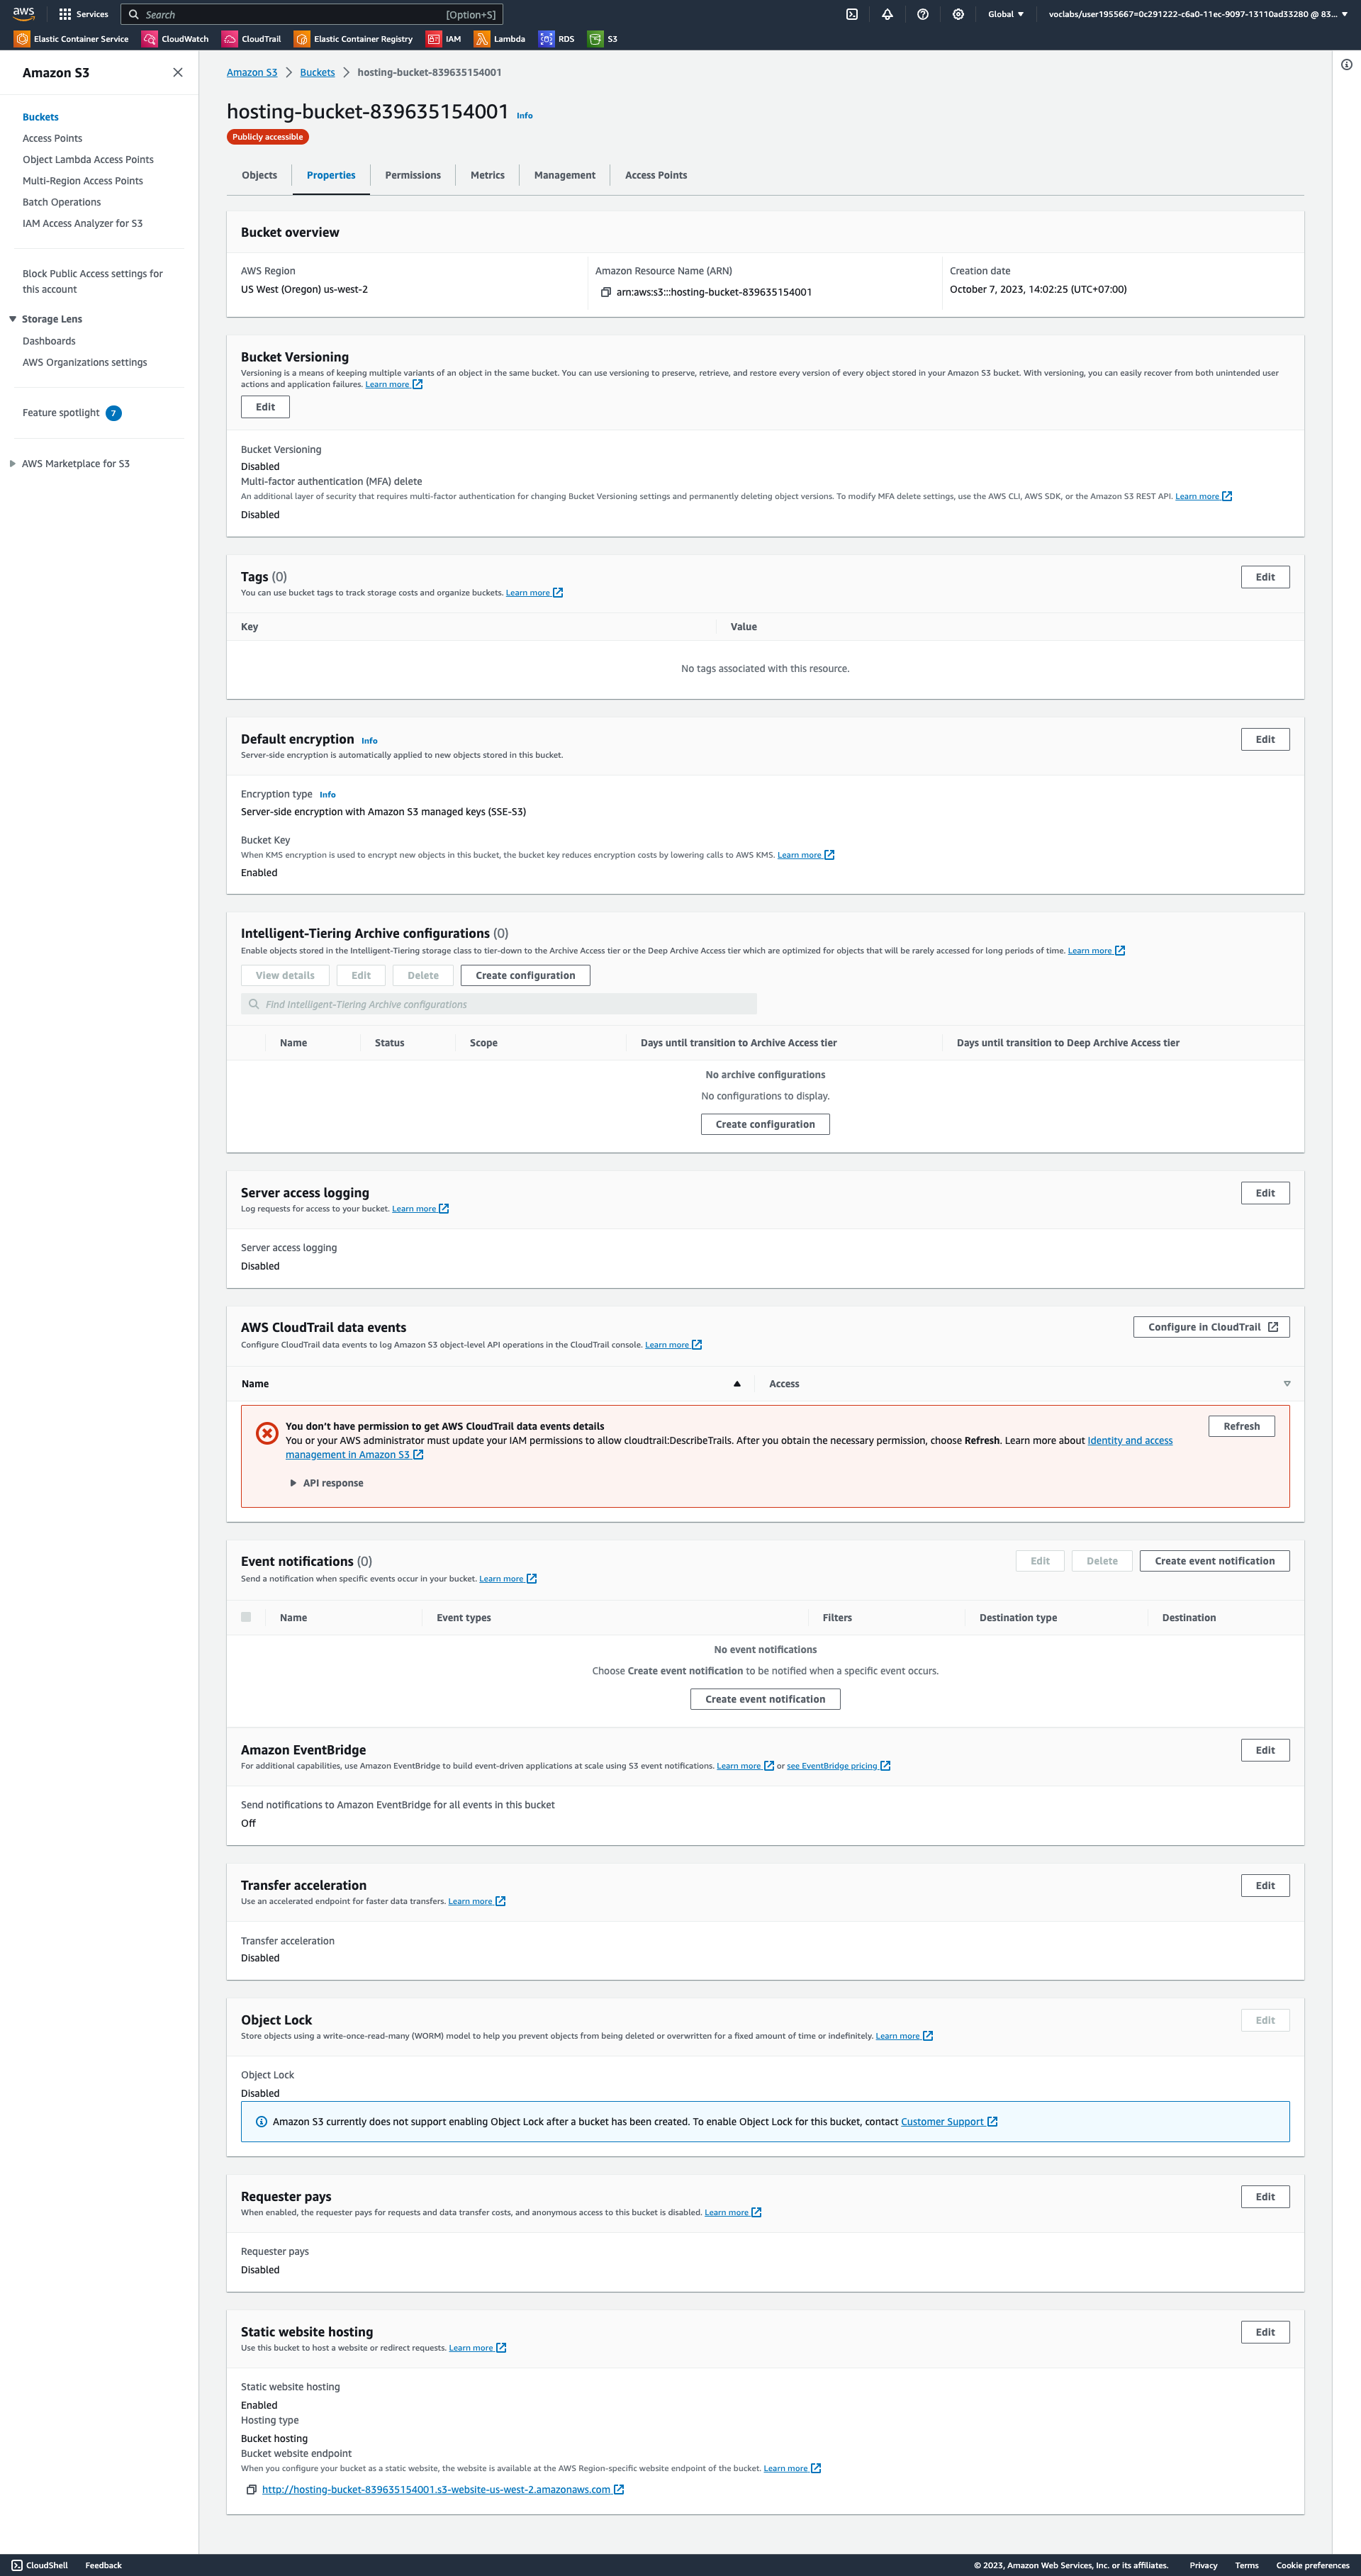 aws
Services
Search [Option+S]
Global
voclabs/user1955667=0c291222-c6a0-11ec-9097-13110ad33280 @ 83...
Elastic Container Service
CloudWatch
CloudTrail
Elastic Container Registry
IAM
Lambda
RDS
S3
Amazon S3
Buckets
Access Points
Object Lambda Access Points
Multi-Region Access Points
Batch Operations
IAM Access Analyzer for S3
Block Public Access settings for
this account
Storage Lens
Dashboards
AWS Organizations settings
Feature spotlight 7
AWS Marketplace for S3
Amazon S3 Buckets hosting-bucket-839635154001
hosting-bucket-839635154001 Info
Publicly accessible
Objects Properties Permissions Metrics Management Access Points
Bucket overview
AWS Region
US West (Oregon) us-west-2
Amazon Resource Name (ARN)
arn:aws:s3:::hosting-bucket-839635154001
Creation date
October 7, 2023, 14:02:25 (UTC+07:00)
Bucket Versioning
Versioning is a means of keeping multiple variants of an object in the same bucket. You can use versioning to preserve, retrieve, and restore every version of every object stored in your Amazon S3 bucket. With versioning, you can easily recover from both unintended user
actions and application failures. Learn more
Edit
Bucket Versioning
Disabled
Multi-factor authentication (MFA) delete
An additional layer of security that requires multi-factor authentication for changing Bucket Versioning settings and permanently deleting object versions. To modify MFA delete settings, use the AWS CLI, AWS SDK, or the Amazon S3 REST API. Learn more
Disabled
Tags (0)
Edit
You can use bucket tags to track storage costs and organize buckets. Learn more
Key Value
No tags associated with this resource.
Default encryption Info
Edit
Server-side encryption is automatically applied to new objects stored in this bucket.
Encryption type Info
Server-side encryption with Amazon S3 managed keys (SSE-S3)
Bucket Key
When KMS encryption is used to encrypt new objects in this bucket, the bucket key reduces encryption costs by lowering calls to AWS KMS. Learn more
Enabled
Intelligent-Tiering Archive configurations (0)
Enable objects stored in the Intelligent-Tiering storage class to tier-down to the Archive Access tier or the Deep Archive Access tier which are optimized for objects that will be rarely accessed for long periods of time. Learn more
View details Edit Delete Create configuration
Find Intelligent-Tiering Archive configurations
Name Status Scope Days until transition to Archive Access tier Days until transition to Deep Archive Access tier
No archive configurations
No configurations to display.
Create configuration
Server access logging
Edit
Log requests for access to your bucket. Learn more
Server access logging
Disabled
AWS CloudTrail data events
Configure in CloudTrail
Configure CloudTrail data events to log Amazon S3 object-level API operations in the CloudTrail console. Learn more
Name Access
You don't have permission to get AWS CloudTrail data events details
You or your AWS administrator must update your IAM permissions to allow cloudtrail:DescribeTrails. After you obtain the necessary permission, choose Refresh. Learn more about Identity and access
management in Amazon S3
Refresh
API response
Event notifications (0)
Edit Delete Create event notification
Send a notification when specific events occur in your bucket. Learn more
Name Event types Filters Destination type Destination
No event notifications
Choose Create event notification to be notified when a specific event occurs.
Create event notification
Amazon EventBridge
Edit
For additional capabilities, use Amazon EventBridge to build event-driven applications at scale using S3 event notifications. Learn more or see EventBridge pricing
Send notifications to Amazon EventBridge for all events in this bucket
Off
Transfer acceleration
Edit
Use an accelerated endpoint for faster data transfers. Learn more
Transfer acceleration
Disabled
Object Lock
Edit
Store objects using a write-once-read-many (WORM) model to help you prevent objects from being deleted or overwritten for a fixed amount of time or indefinitely. Learn more
Object Lock
Disabled
Amazon S3 currently does not support enabling Object Lock after a bucket has been created. To enable Object Lock for this bucket, contact Customer Support
Requester pays
Edit
When enabled, the requester pays for requests and data transfer costs, and anonymous access to this bucket is disabled. Learn more
Requester pays
Disabled
Static website hosting
Edit
Use this bucket to host a website or redirect requests. Learn more
Static website hosting
Enabled
Hosting type
Bucket hosting
Bucket website endpoint
When you configure your bucket as a static website, the website is available at the AWS Region-specific website endpoint of the bucket. Learn more
http://hosting-bucket-839635154001.s3-website-us-west-2.amazonaws.com
CloudShell Feedback © 2023, Amazon Web Services, Inc. or its affiliates. Privacy Terms Cookie preferences